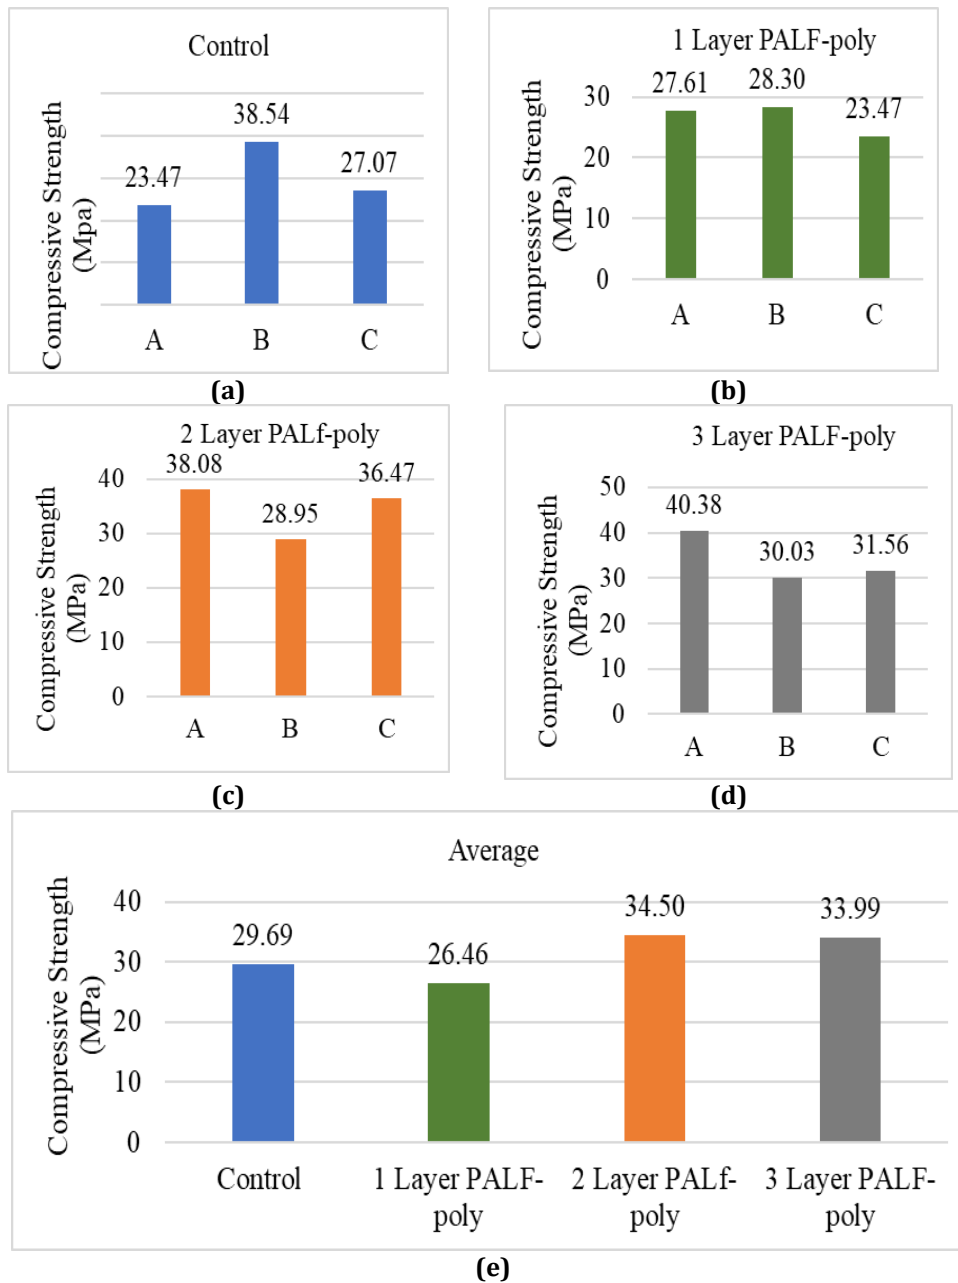 Control
Compressive Strength
(Mpa)
23.47
38.54
27.07
A
B
C
(a)
1 Layer PALF-poly
Compressive Strength
(MPa)
30
20
10
0
27.61
28.30
23.47
A
B
C
(b)
2 Layer PALf-poly
Compressive Strength
(MPa)
40
30
20
10
0
38.08
28.95
36.47
A
B
C
(c)
3 Layer PALF-poly
Compressive Strength
(MPa)
50
40
30
20
10
0
40.38
30.03
31.56
A
B
C
(d)
Average
Compressive Strength
(MPa)
40
30
20
10
0
29.69
26.46
34.50
33.99
Control
1 Layer PALF-
poly
2 Layer PALf-
poly
3 Layer PALF-
poly
(e)